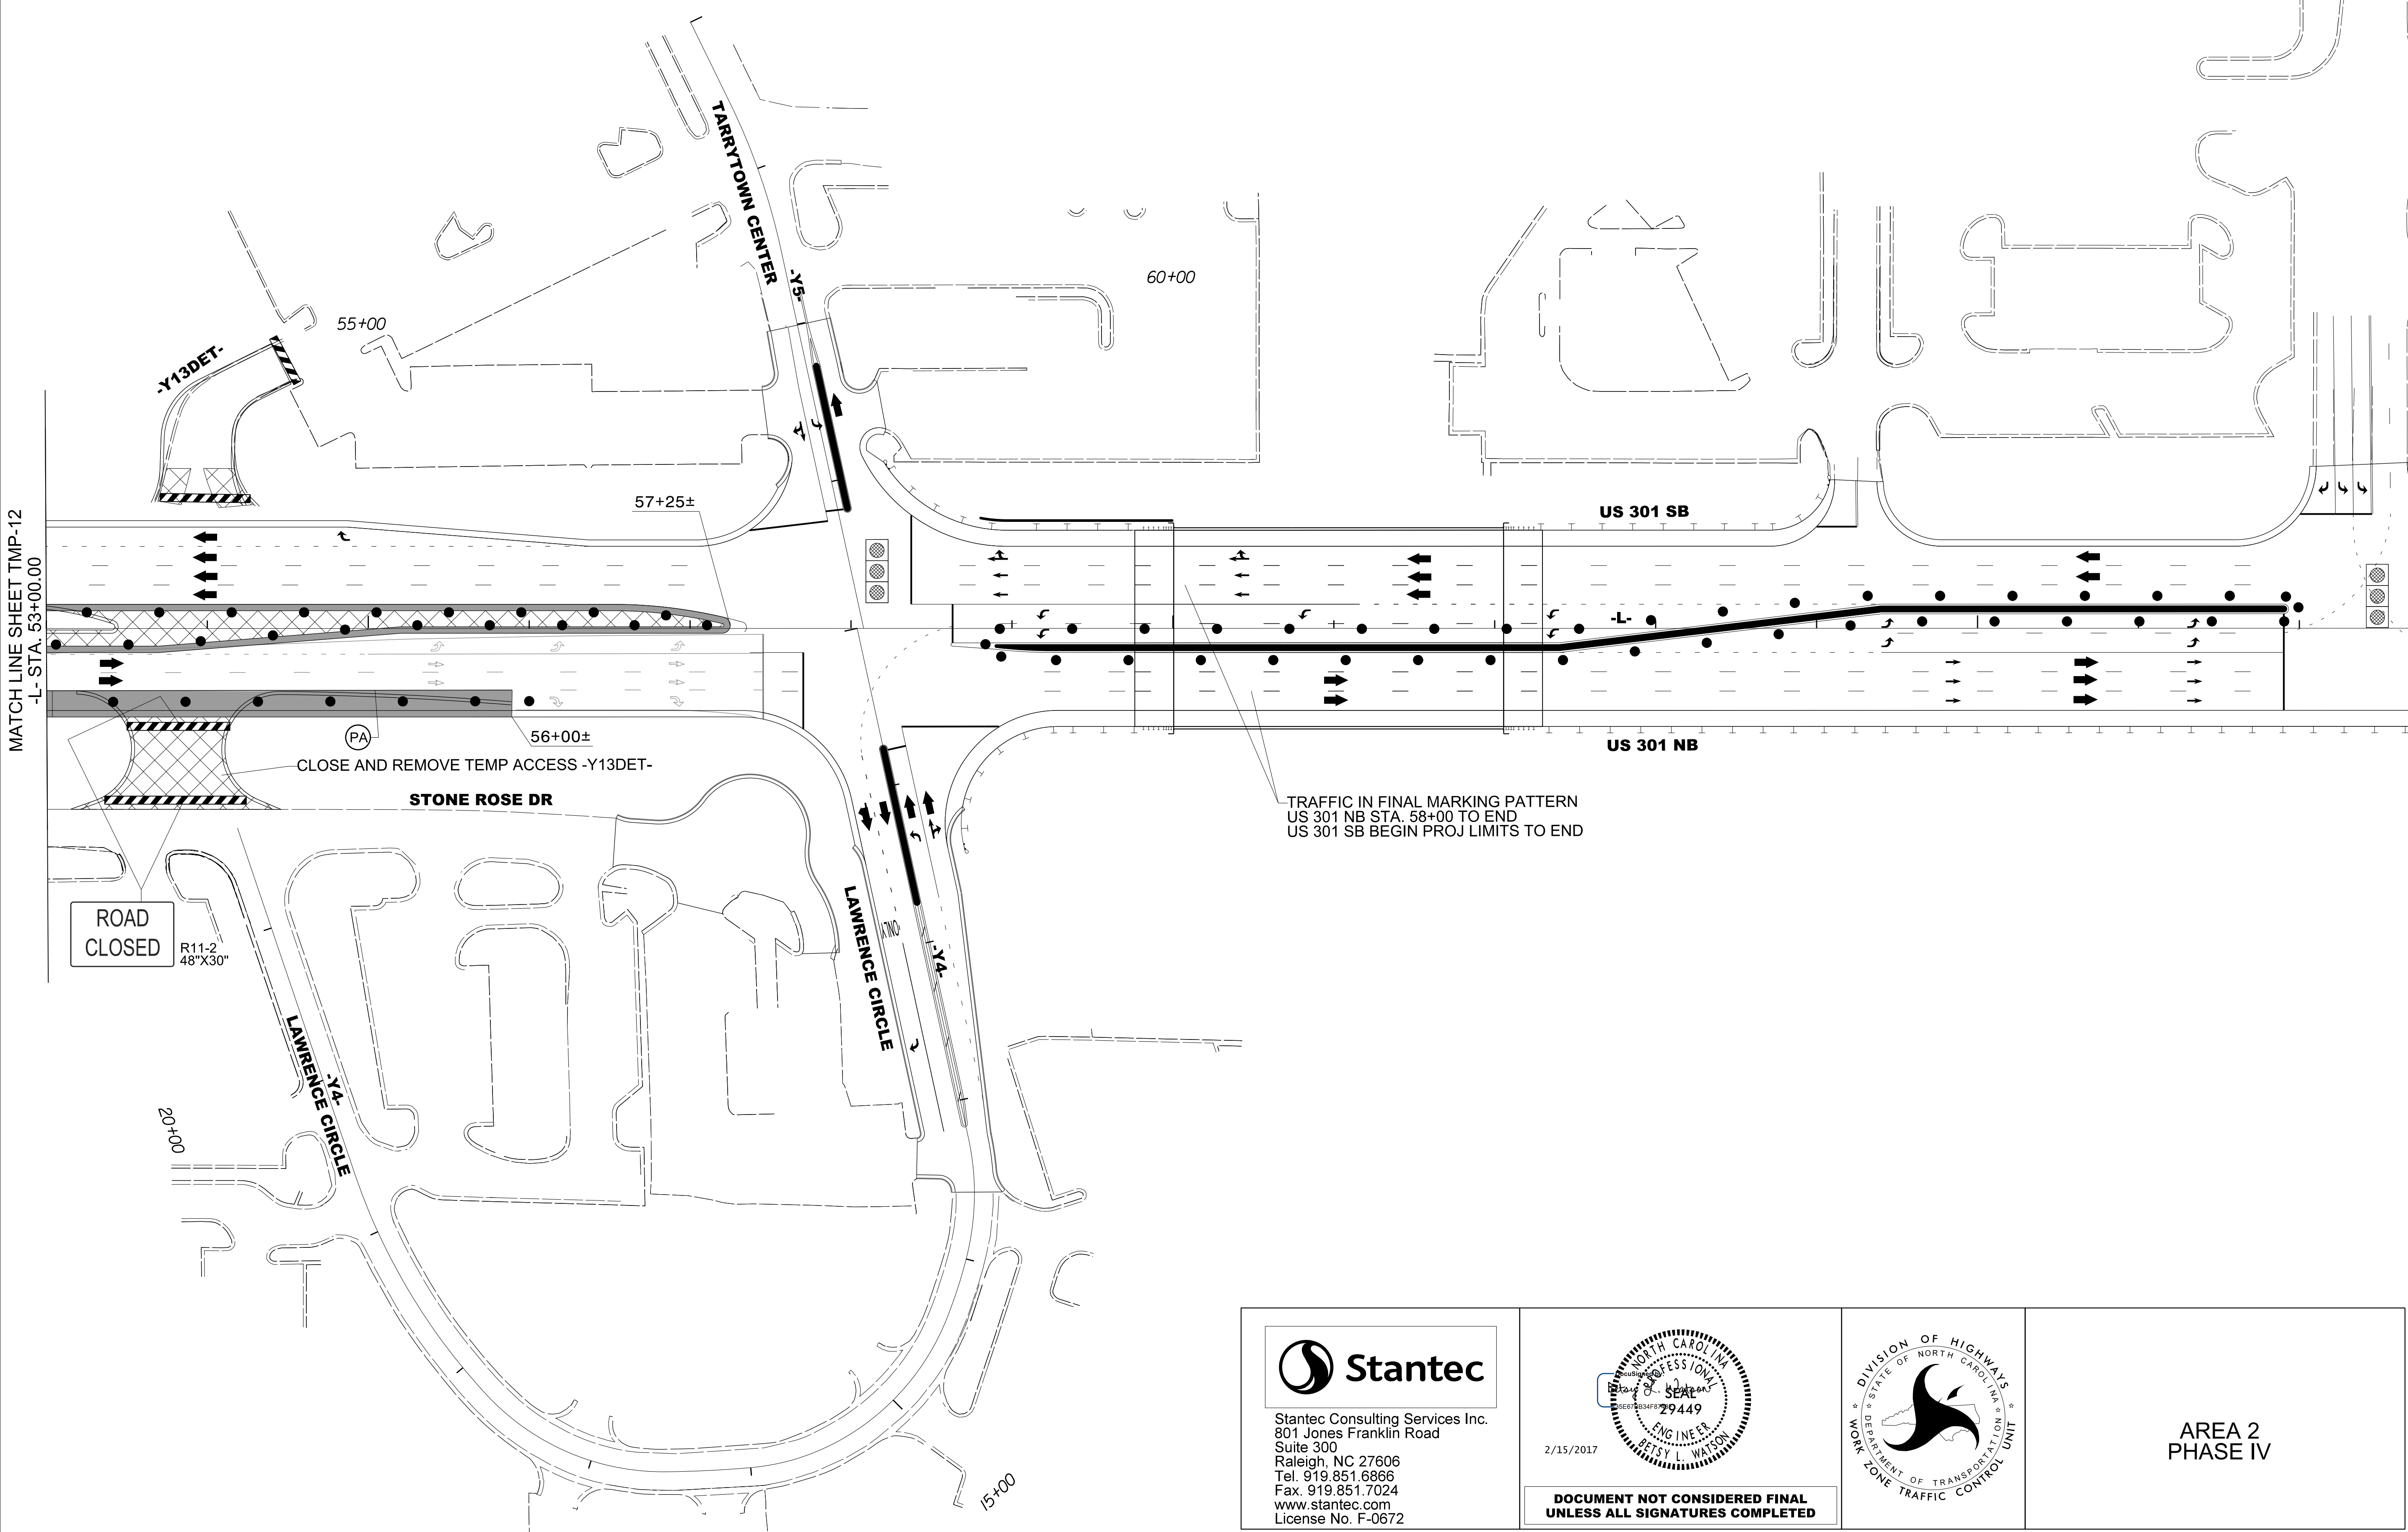 TARRYTOWN CENTER
-Y5-
60+00
55+00
-Y13DET-
MATCH LINE SHEET TMP-12
-L- STA. 53+00.00
57+25±
US 301 SB
-L-
US 301 NB
PA
56+00±
CLOSE AND REMOVE TEMP ACCESS -Y13DET-
STONE ROSE DR
TRAFFIC IN FINAL MARKING PATTERN
US 301 NB STA. 58+00 TO END
US 301 SB BEGIN PROJ LIMITS TO END
ROAD
CLOSED
R11-2
48"X30"
LAWRENCE CIRCLE
ONLY
-Y4-
-Y4-
LAWRENCE CIRCLE
20+00
15+00
Stantec
Stantec Consulting Services Inc.
801 Jones Franklin Road
Suite 300
Raleigh, NC 27606
Tel. 919.851.6866
Fax. 919.851.7024
www.stantec.com
License No. F-0672
NORTH CAROLINA
PROFESSIONAL
SEAL
29449
ENGINEER
BETSY L. WATSON
Betsy L. Watson
2/15/2017
DOCUMENT NOT CONSIDERED FINAL
UNLESS ALL SIGNATURES COMPLETED
DIVISION OF HIGHWAYS
STATE OF NORTH CAROLINA
DEPARTMENT OF TRANSPORTATION
WORK ZONE TRAFFIC CONTROL UNIT
AREA 2
PHASE IV